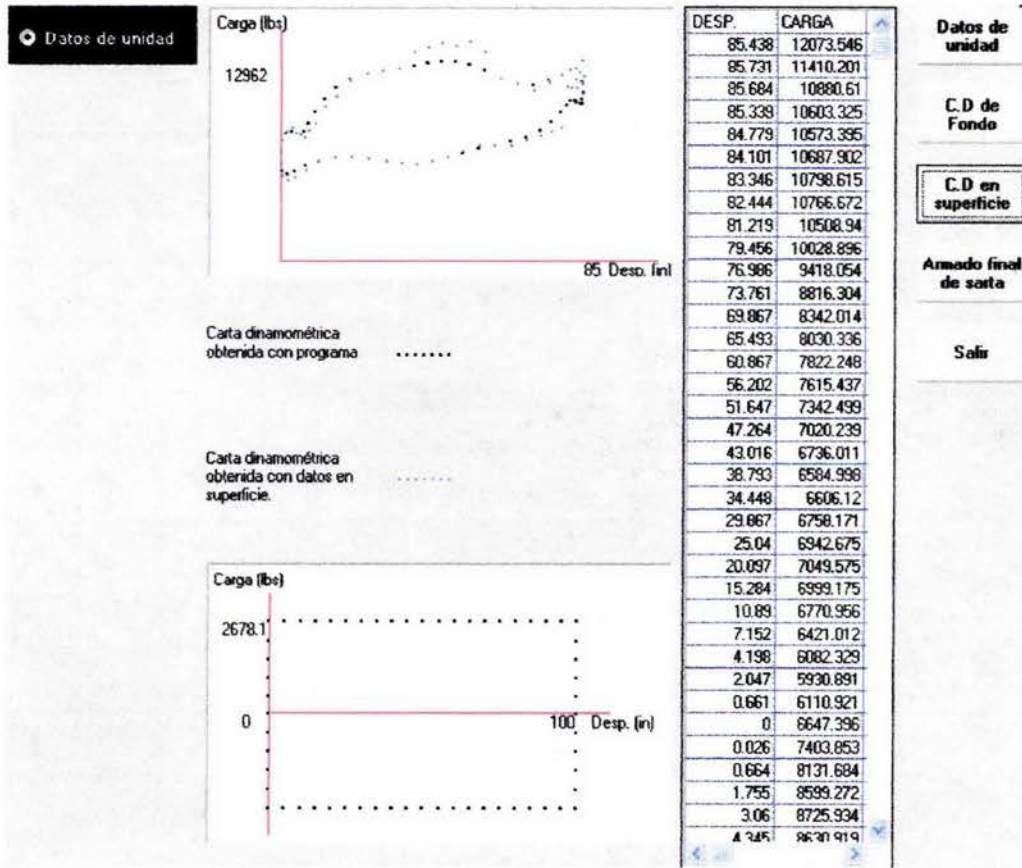 Datos de unidad
Carga (lbs)
12962
85 Desp. (in)
Carta dinamométrica
obtenida con programa
Carta dinamométrica
obtenida con datos en
superficie.
Carga (lbs)
2678.1
0
100 Desp. (in)
DESP. CARGA
85.438 12073.546
85.731 11410.201
85.684 10880.61
85.339 10603.325
84.779 10573.395
84.101 10687.902
83.346 10798.615
82.444 10766.672
81.219 10508.94
79.456 10028.896
76.986 9418.054
73.761 8816.304
69.867 8342.014
65.493 8030.336
60.867 7822.248
56.202 7615.437
51.647 7342.499
47.264 7020.239
43.016 6736.011
38.793 6584.998
34.448 6606.12
29.867 6758.171
25.04 6942.675
20.097 7049.575
15.284 6999.175
10.89 6770.956
7.152 6421.012
4.198 6082.329
2.047 5930.891
0.661 6110.921
0 6647.396
0.026 7403.853
0.664 8131.684
1.755 8599.272
3.06 8725.934
4.345 8630.919
Datos de
unidad
C.D de
Fondo
C.D en
superficie
Armado final
de sarta
Salir